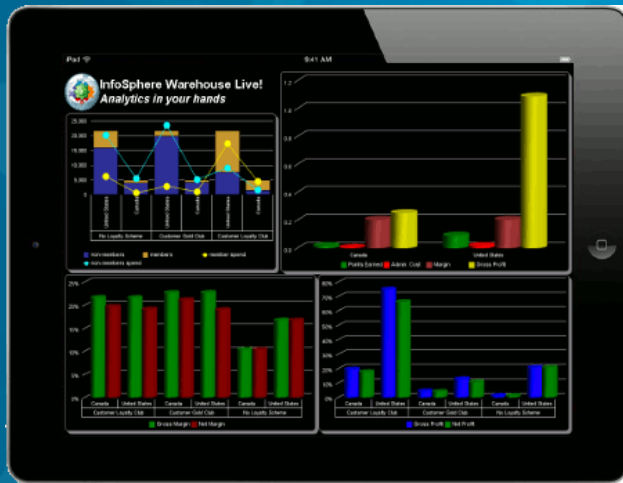 iPad
9:41 AM
InfoSphere Warehouse Live!
Analytics in your hands
25,000
20,000
15,000
10,000
5,000
0
United States
Canada
United States
Canada
United States
Canada
No Loyalty Scheme
Customer Gold Club
Customer Loyalty Club
non-members
members
member spend
non-members spend
1.2
1.0
0.8
0.6
0.4
0.2
0.0
Canada
United States
Points Earned
Admin. Cost
Margin
Gross Profit
25%
20%
15%
10%
5%
0%
Canada
United States
Canada
United States
Canada
United States
Customer Loyalty Club
Customer Gold Club
No Loyalty Scheme
Gross Margin
Net Margin
80%
70%
60%
50%
40%
30%
20%
10%
0%
Canada
United States
Canada
United States
Canada
United States
Customer Loyalty Club
Customer Gold Club
No Loyalty Scheme
Gross Profit
Net Profit